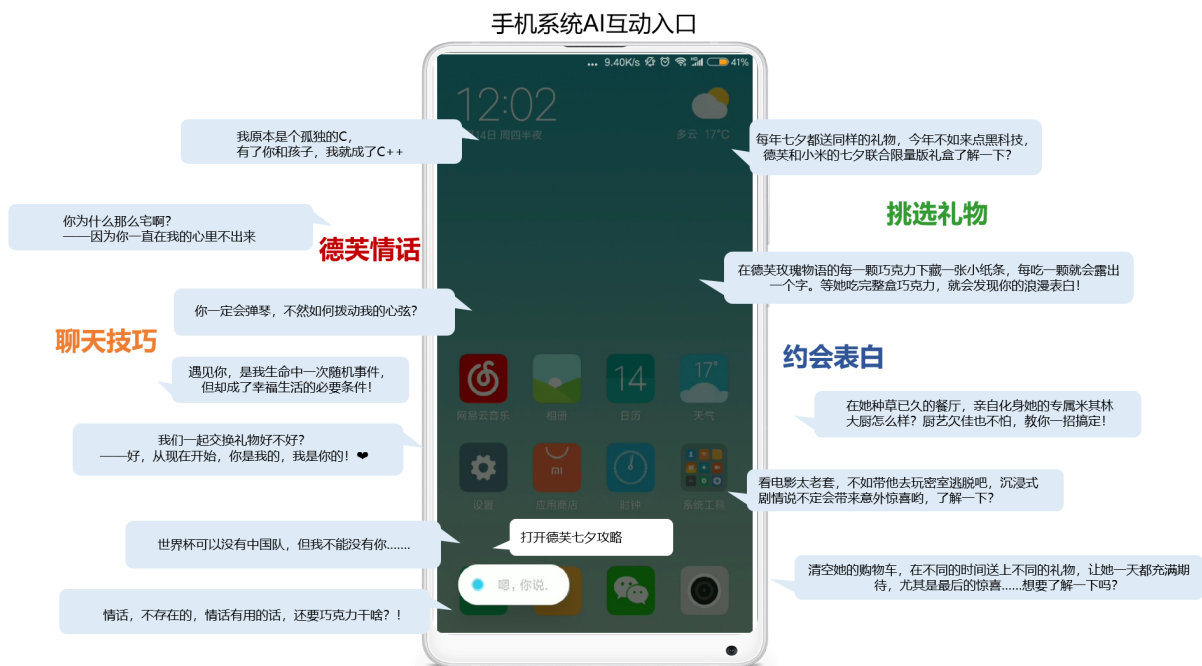 手机系统AI互动入口
... 9.40K/s 41%
12:02
月14日 周四半夜
多云 17°C
我原本是个孤独的C,
有了你和孩子，我就成了C++
每年七夕都送同样的礼物，今年不如来点黑科技，
德芙和小米的七夕联合限量版礼盒了解一下？
你为什么那么宅啊？
——因为你一直在我的心里不出来
德芙情话
挑选礼物
在德芙玫瑰物语的每一颗巧克力下藏一张小纸条，每吃一颗就会露出
一个字。等她吃完整盒巧克力，就会发现你的浪漫表白！
你一定会弹琴，不然如何拨动我的心弦？
聊天技巧
约会表白
遇见你，是我生命中一次随机事件，
但却成了幸福生活的必要条件！
14
17°
网易云音乐
相册
日历
天气
在她种草已久的餐厅，亲自化身她的专属米其林
大厨怎么样？厨艺欠佳也不怕，教你一招搞定！
我们一起交换礼物好不好？
——好，从现在开始，你是我的，我是你的！❤
mi
设置
应用商店
时钟
系统工具
看电影太老套，不如带他去玩密室逃脱吧，沉浸式
剧情说不定会带来意外惊喜哟，了解一下？
世界杯可以没有中国队，但我不能没有你.......
打开德芙七夕攻略
嗯，你说.
清空她的购物车，在不同的时间送上不同的礼物，让她一天都充满期
待，尤其是最后的惊喜......想要了解一下吗？
情话，不存在的，情话有用的话，还要巧克力干啥？！